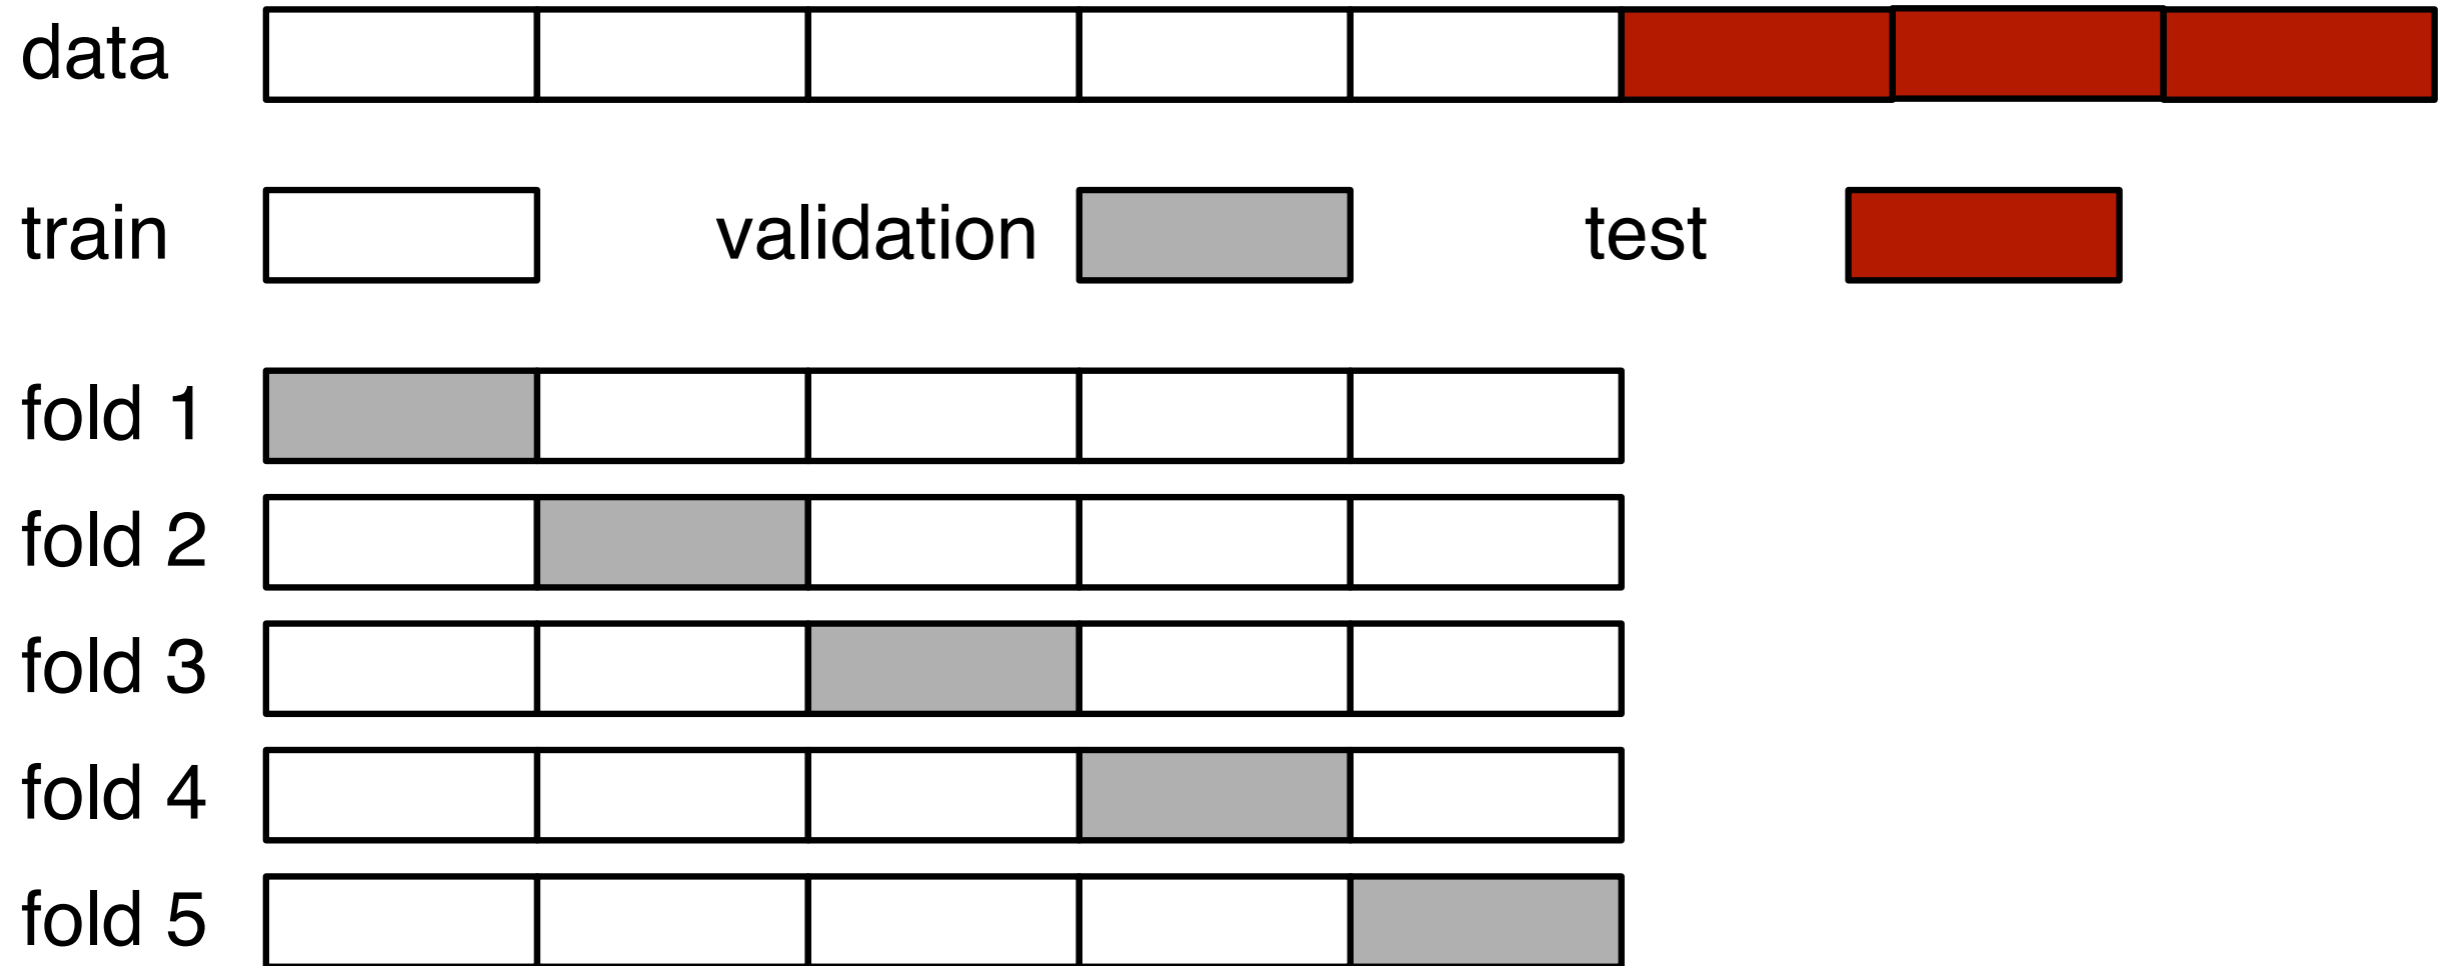 data
train validation test
fold 1
fold 2
fold 3
fold 4
fold 5